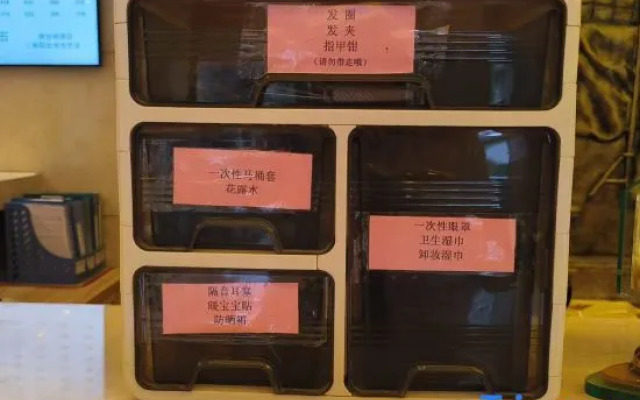 发圈
发夹
指甲钳
(请勿带走哦)
一次性马桶套
花露水
一次性眼罩
卫生湿巾
卸妆湿巾
隔音耳塞
暖宝宝贴
防晒霜